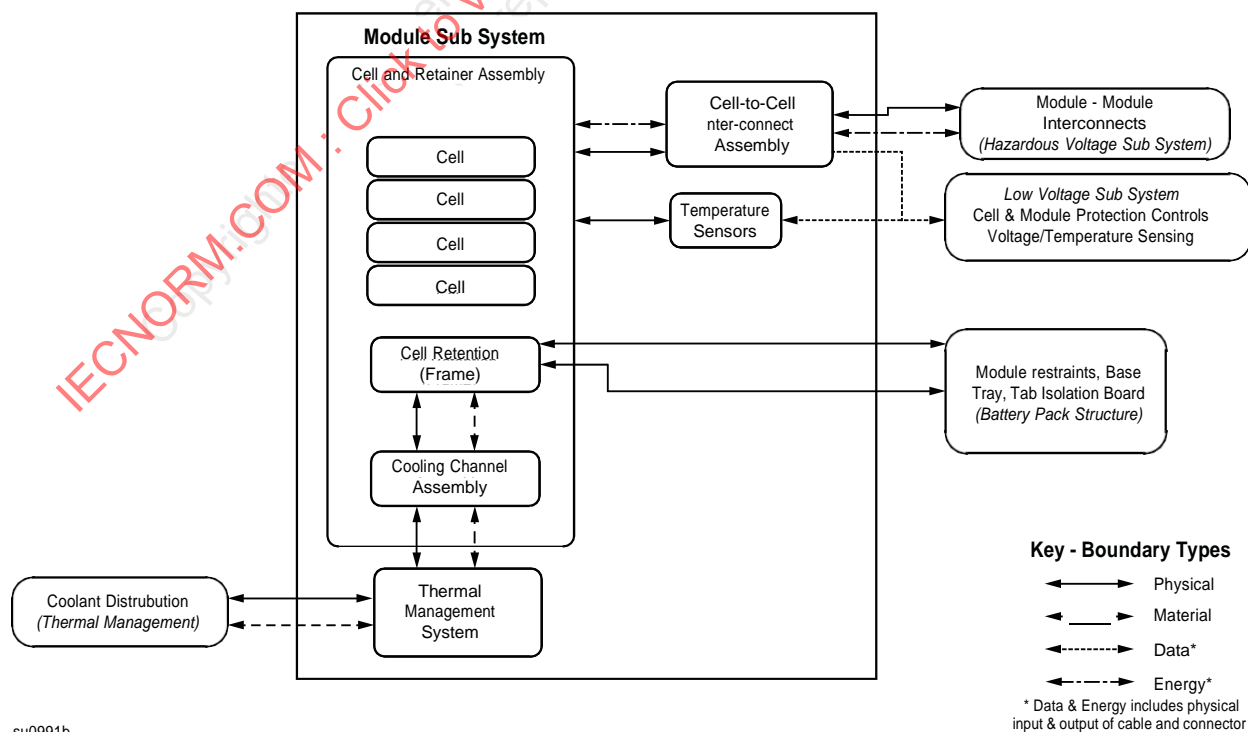 Module Sub System
Cell and Retainer Assembly
Cell
Cell
Cell
Cell
Cell Retention
(Frame)
Cooling Channel
Assembly
Thermal
Management
System
Cell-to-Cell
nter-connect
Assembly
Temperature
Sensors
Module - Module
Interconnects
(Hazardous Voltage Sub System)
Low Voltage Sub System
Cell & Module Protection Controls
Voltage/Temperature Sensing
Module restraints, Base
Tray, Tab Isolation Board
(Battery Pack Structure)
Coolant Distrubution
(Thermal Management)
Key - Boundary Types
Physical
Material
Data*
Energy*
* Data & Energy includes physical
input & output of cable and connector
IECNORM.COM : Click to
Copyright